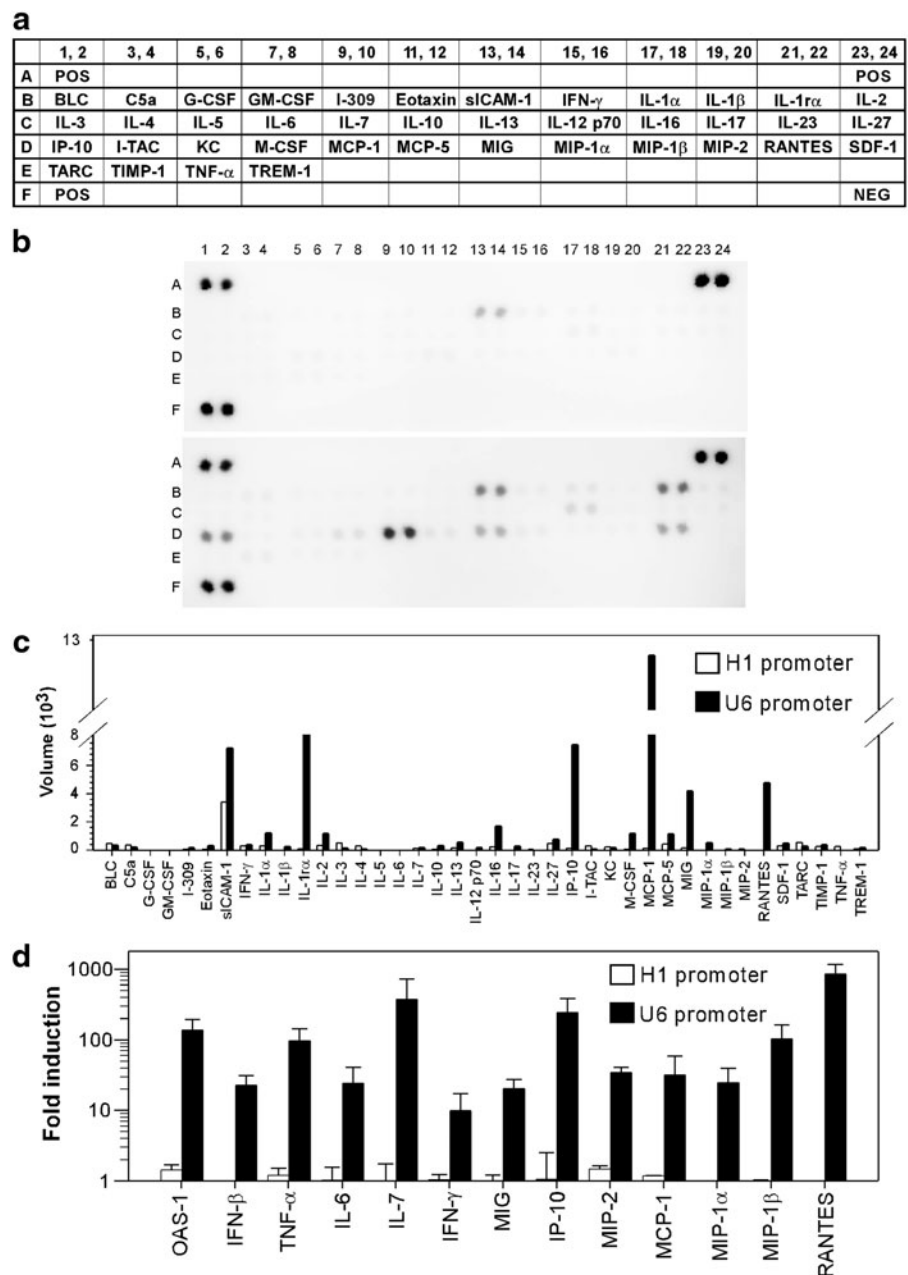 a
1, 2 3, 4 5, 6 7, 8 9, 10 11, 12 13, 14 15, 16 17, 18 19, 20 21, 22 23, 24
A POS POS
B BLC C5a G-CSF GM-CSF I-309 Eotaxin sICAM-1 IFN-γ IL-1α IL-1β IL-1rα IL-2
C IL-3 IL-4 IL-5 IL-6 IL-7 IL-10 IL-13 IL-12 p70 IL-16 IL-17 IL-23 IL-27
D IP-10 I-TAC KC M-CSF MCP-1 MCP-5 MIG MIP-1α MIP-1β MIP-2 RANTES SDF-1
E TARC TIMP-1 TNF-α TREM-1
F POS NEG
b
1 2 3 4 5 6 7 8 9 10 11 12 13 14 15 16 17 18 19 20 21 22 23 24
A
B
C
D
E
F
A
B
C
D
E
F
c
Volume (10³)
13
8
6
4
2
0
H1 promoter
U6 promoter
BLC
C5a
G-CSF
GM-CSF
I-309
Eotaxin
sICAM-1
IFN-γ
IL-1α
IL-1β
IL-1rα
IL-2
IL-3
IL-4
IL-5
IL-6
IL-7
IL-10
IL-13
IL-12 p70
IL-16
IL-17
IL-23
IL-27
IP-10
I-TAC
KC
M-CSF
MCP-1
MCP-5
MIG
MIP-1α
MIP-1β
MIP-2
RANTES
SDF-1
TARC
TIMP-1
TNF-α
TREM-1
d
Fold induction
1000
100
10
1
H1 promoter
U6 promoter
OAS-1
IFN-β
TNF-α
IL-6
IL-7
IFN-γ
MIG
IP-10
MIP-2
MCP-1
MIP-1α
MIP-1β
RANTES